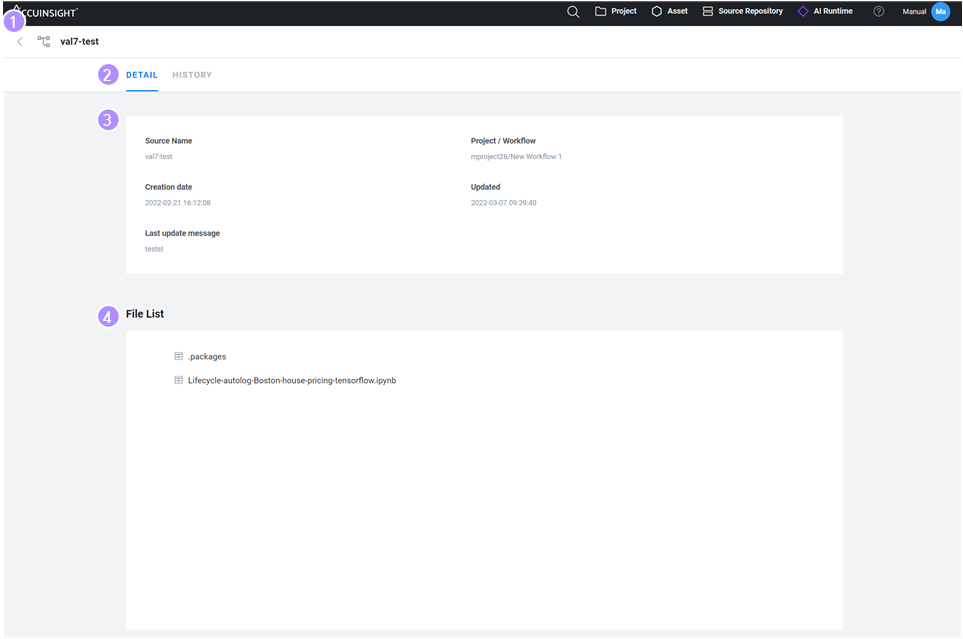 ACCUINSIGHT+
Project Asset Source Repository AI Runtime ? Manual Ma
1
val7-test
2 DETAIL HISTORY
3
Source Name Project / Workflow
val7-test mproject28/New Workflow 1
Creation date Updated
2022-02-21 16:12:08 2022-03-07 09:39:40
Last update message
testst
4 File List
.packages
Lifecycle-autolog-Boston-house-pricing-tensorflow.ipynb